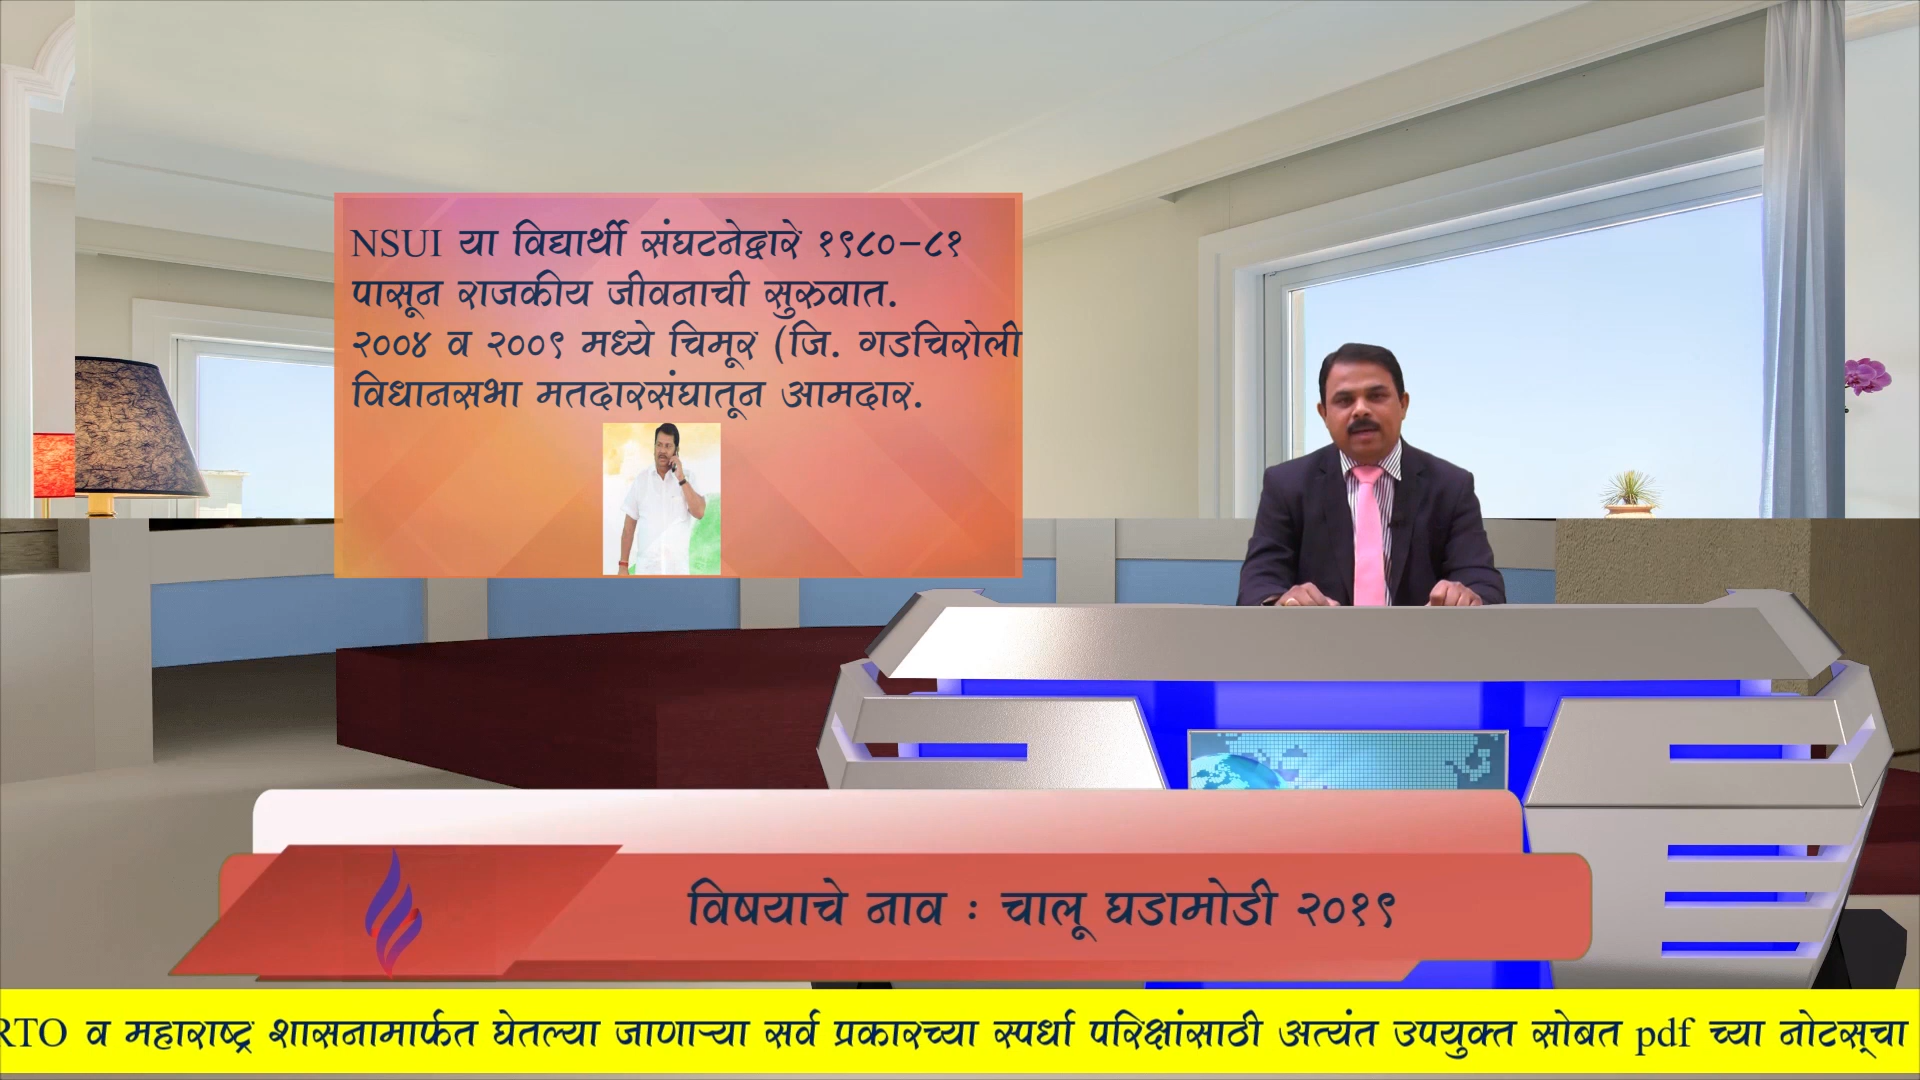 NSUI या विद्यार्थी संघटनेद्वारे १९८०-८१
पासून राजकीय जीवनाची सुरुवात.
२००४ व २००९ मध्ये चिमूर (जि. गडचिरोली
विधानसभा मतदारसंघातून आमदार.
विषयाचे नाव : चालू घडामोडी २०१९
RTO व महाराष्ट्र शासनामार्फत घेतल्या जाणाऱ्या सर्व प्रकारच्या स्पर्धा परिक्षांसाठी अत्यंत उपयुक्त सोबत pdf च्या नोटस्चा